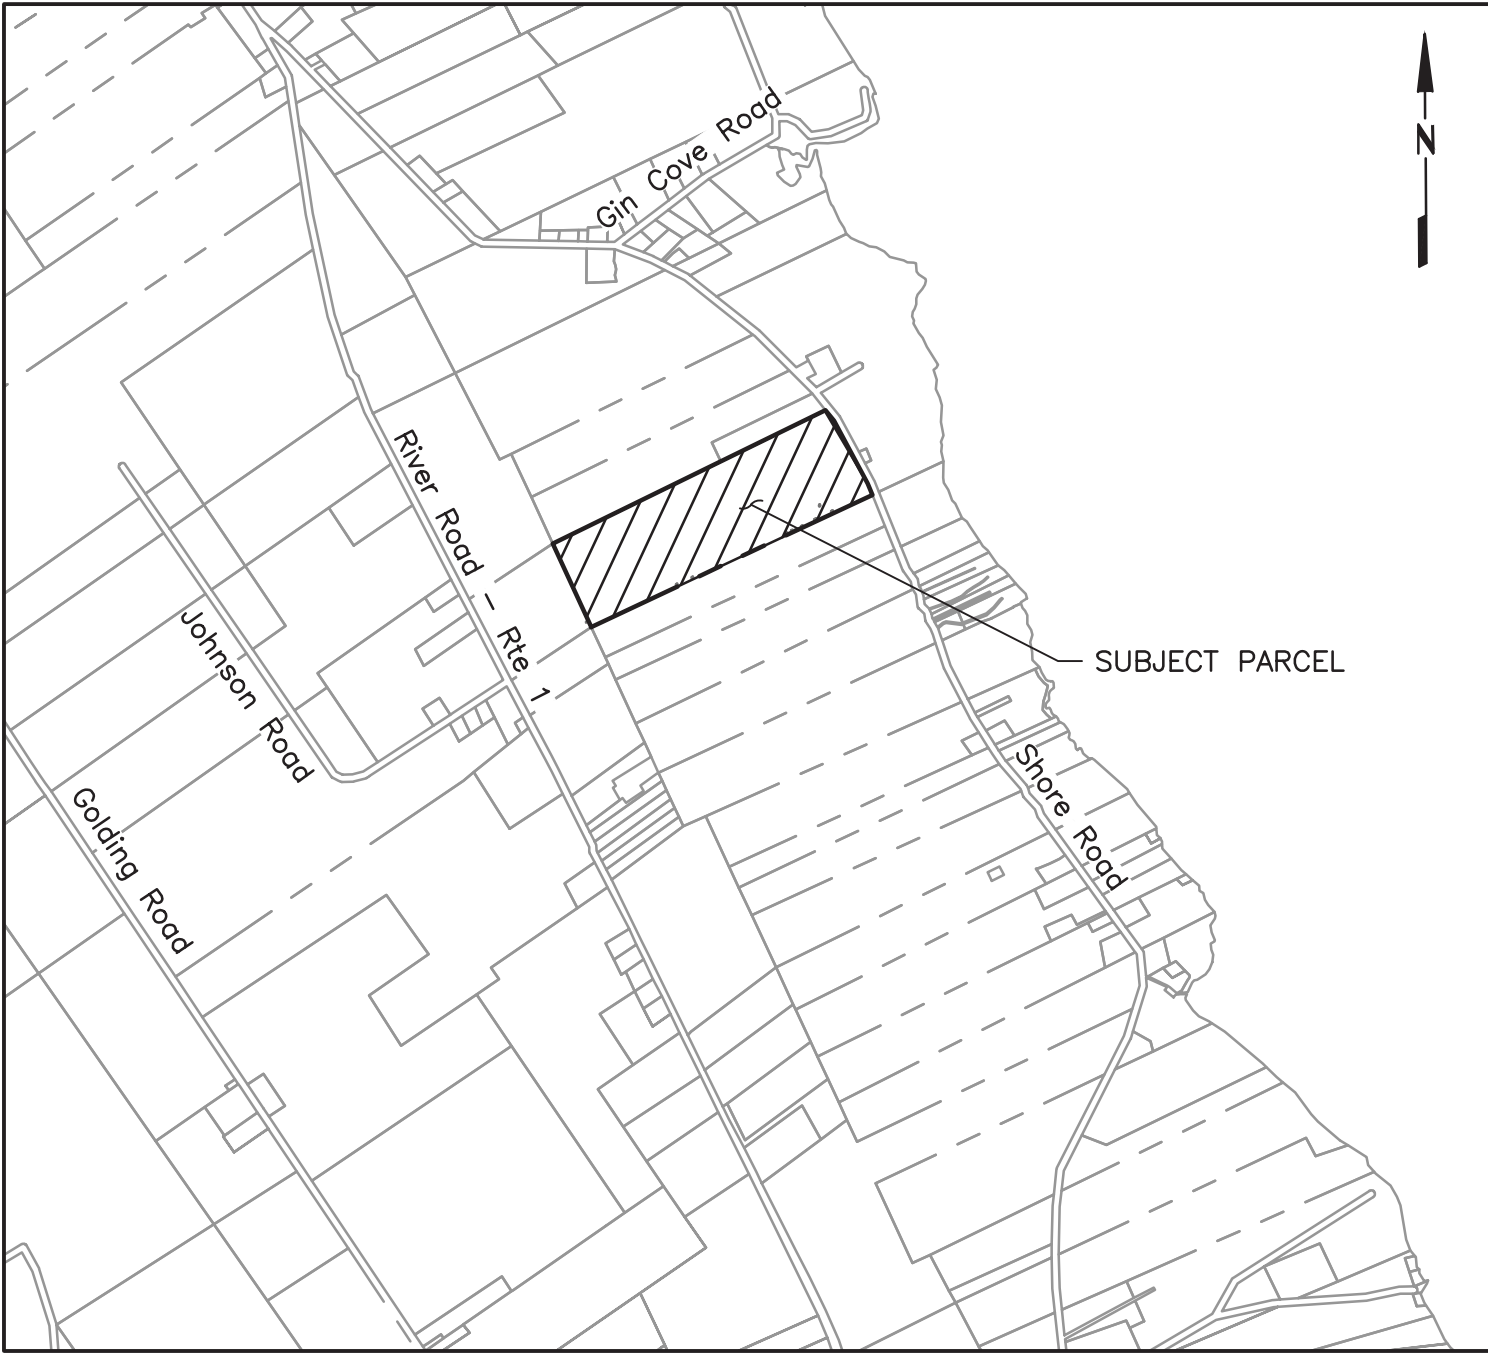 Gin Cove Road
N
River Road - Rte 1
SUBJECT PARCEL
Johnson Road
Shore Road
Golding Road